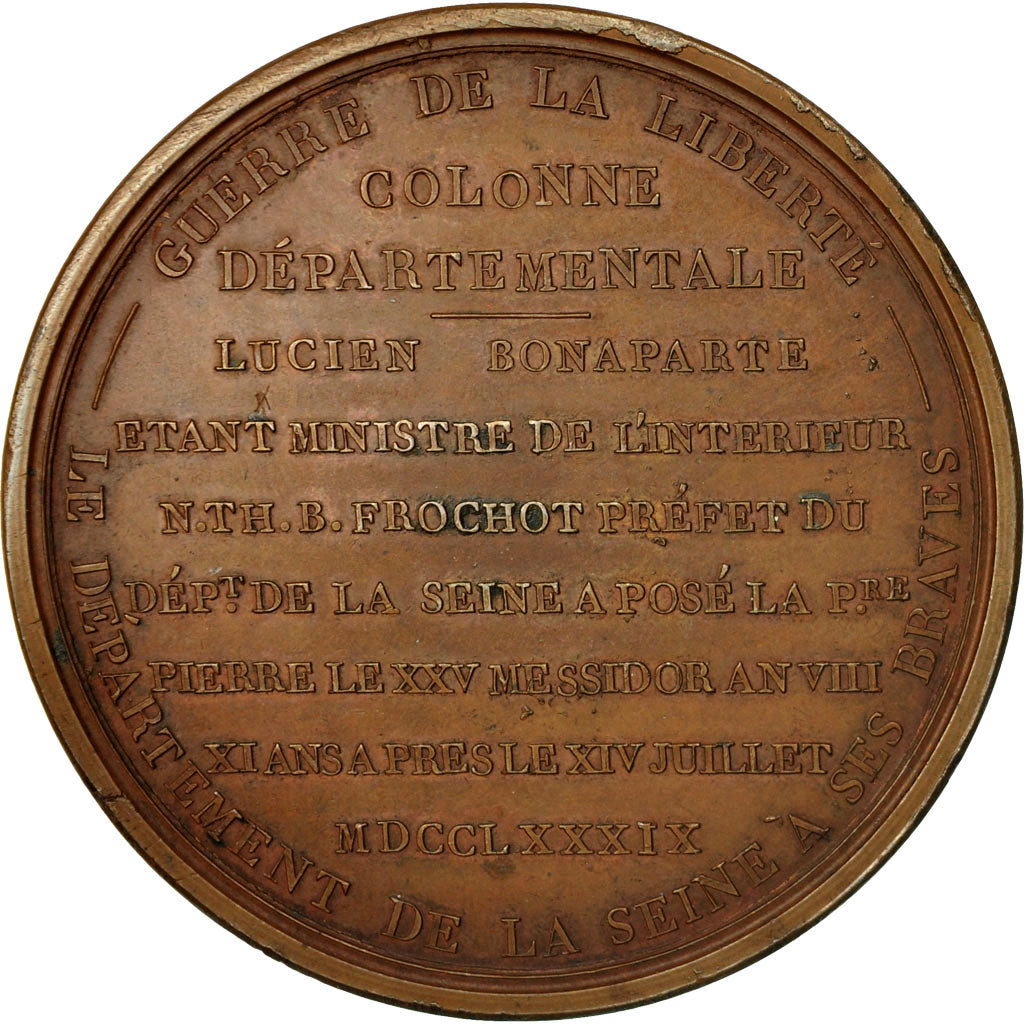 GUERRE DE LA LIBERTÉ
COLONNE
DÉPARTEMENTALE
LUCIEN BONAPARTE
ETANT MINISTRE DE L'INTERIEUR
N. TH. B. FROCHOT PRÉFET DU
DÉPT. DE LA SEINE A POSÉ LA P.RE
PIERRE LE XXV MESSIDOR AN VIII
XI ANS APRES LE XIV JUILLET
MDCCLXXXIX
LE DÉPARTEMENT DE LA SEINE À SES BRAVES